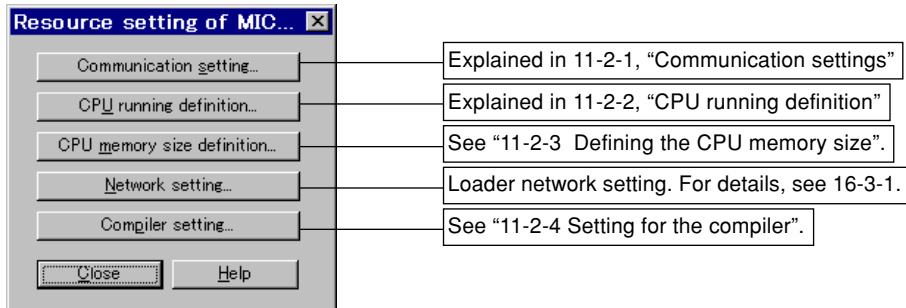 Resource setting of MIC...
Communication setting...
Explained in 11-2-1, “Communication settings”
CPU running definition...
Explained in 11-2-2, “CPU running definition”
CPU memory size definition...
See “11-2-3 Defining the CPU memory size”.
Network setting...
Loader network setting. For details, see 16-3-1.
Compiler setting...
See “11-2-4 Setting for the compiler”.
Close
Help